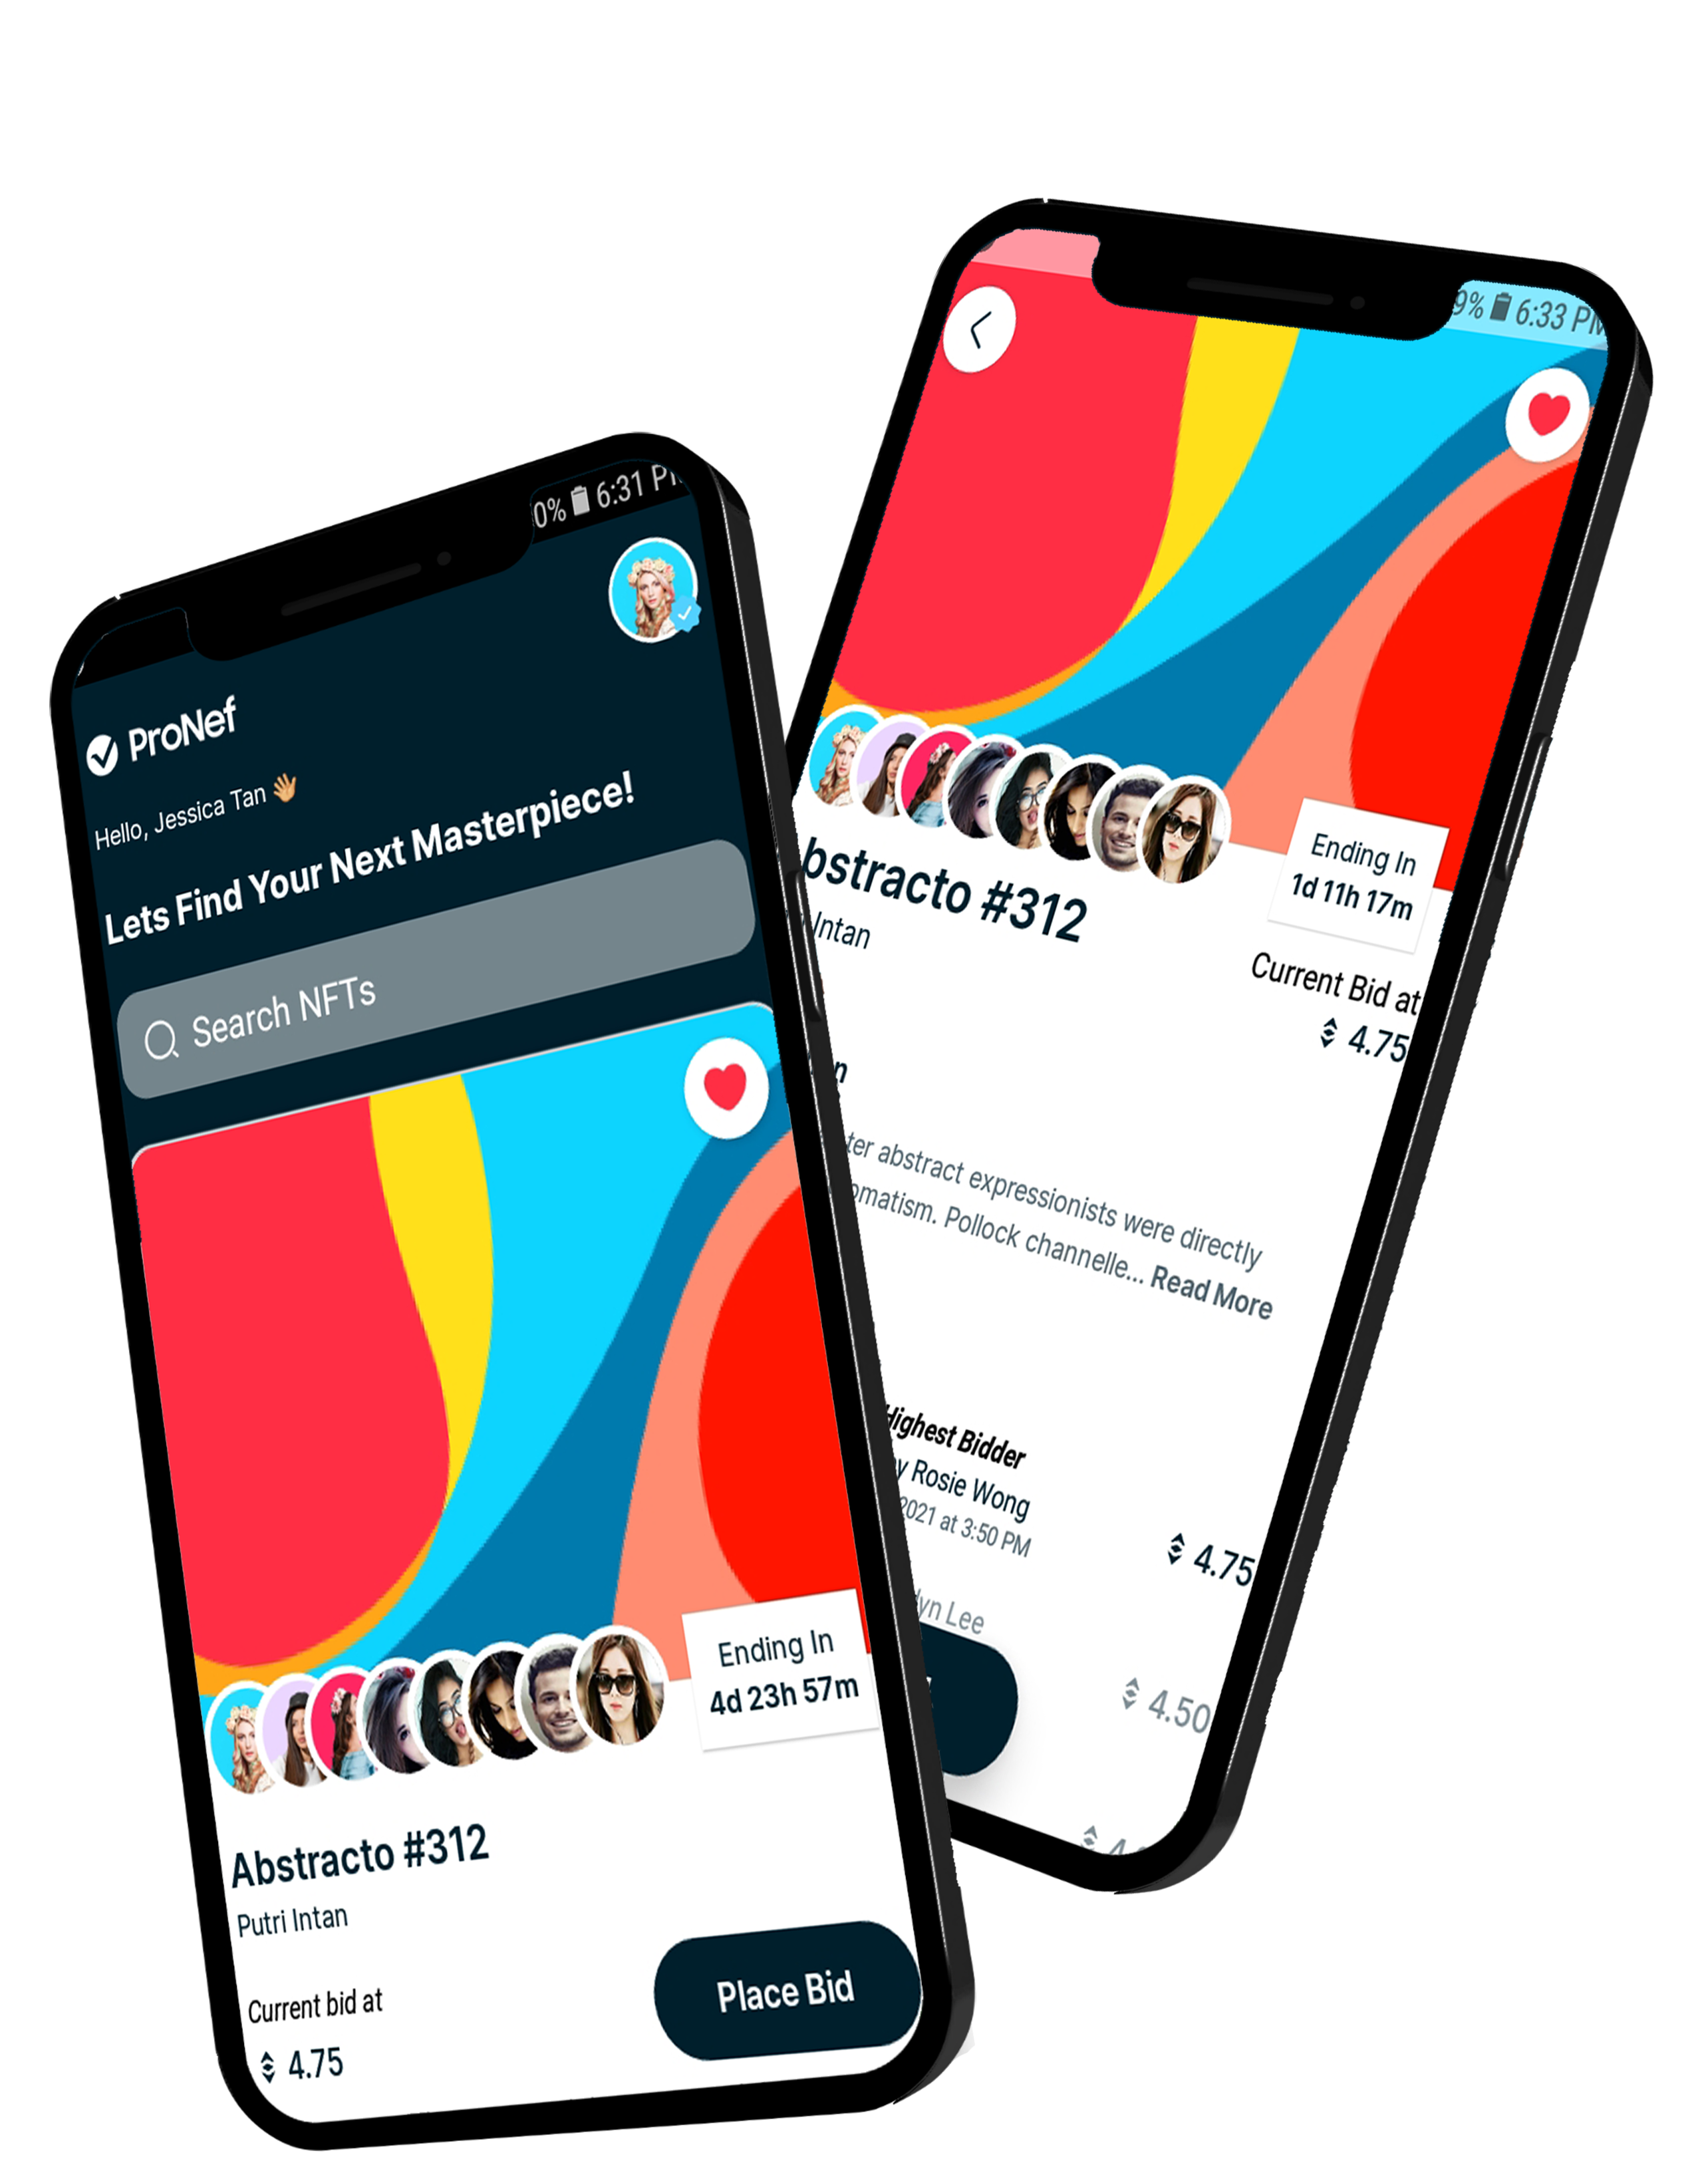 0% 6:31
ProNef
Hello, Jessica Tan 👋
Lets Find Your Next Masterpiece!
Search NFTs
Ending In
4d 23h 57m
Abstracto #312
Putri Intan
Current bid at
4.75
Place Bid
9% 6:33 PM
bstracto #312
Intan
Ending In
1d 11h 17m
Current Bid at
4.75
n
ter abstract expressionists were directly
omatism. Pollock channelle... Read More
Highest Bidder
y Rosie Wong
2021 at 3:50 PM
4.75
lyn Lee
4.50